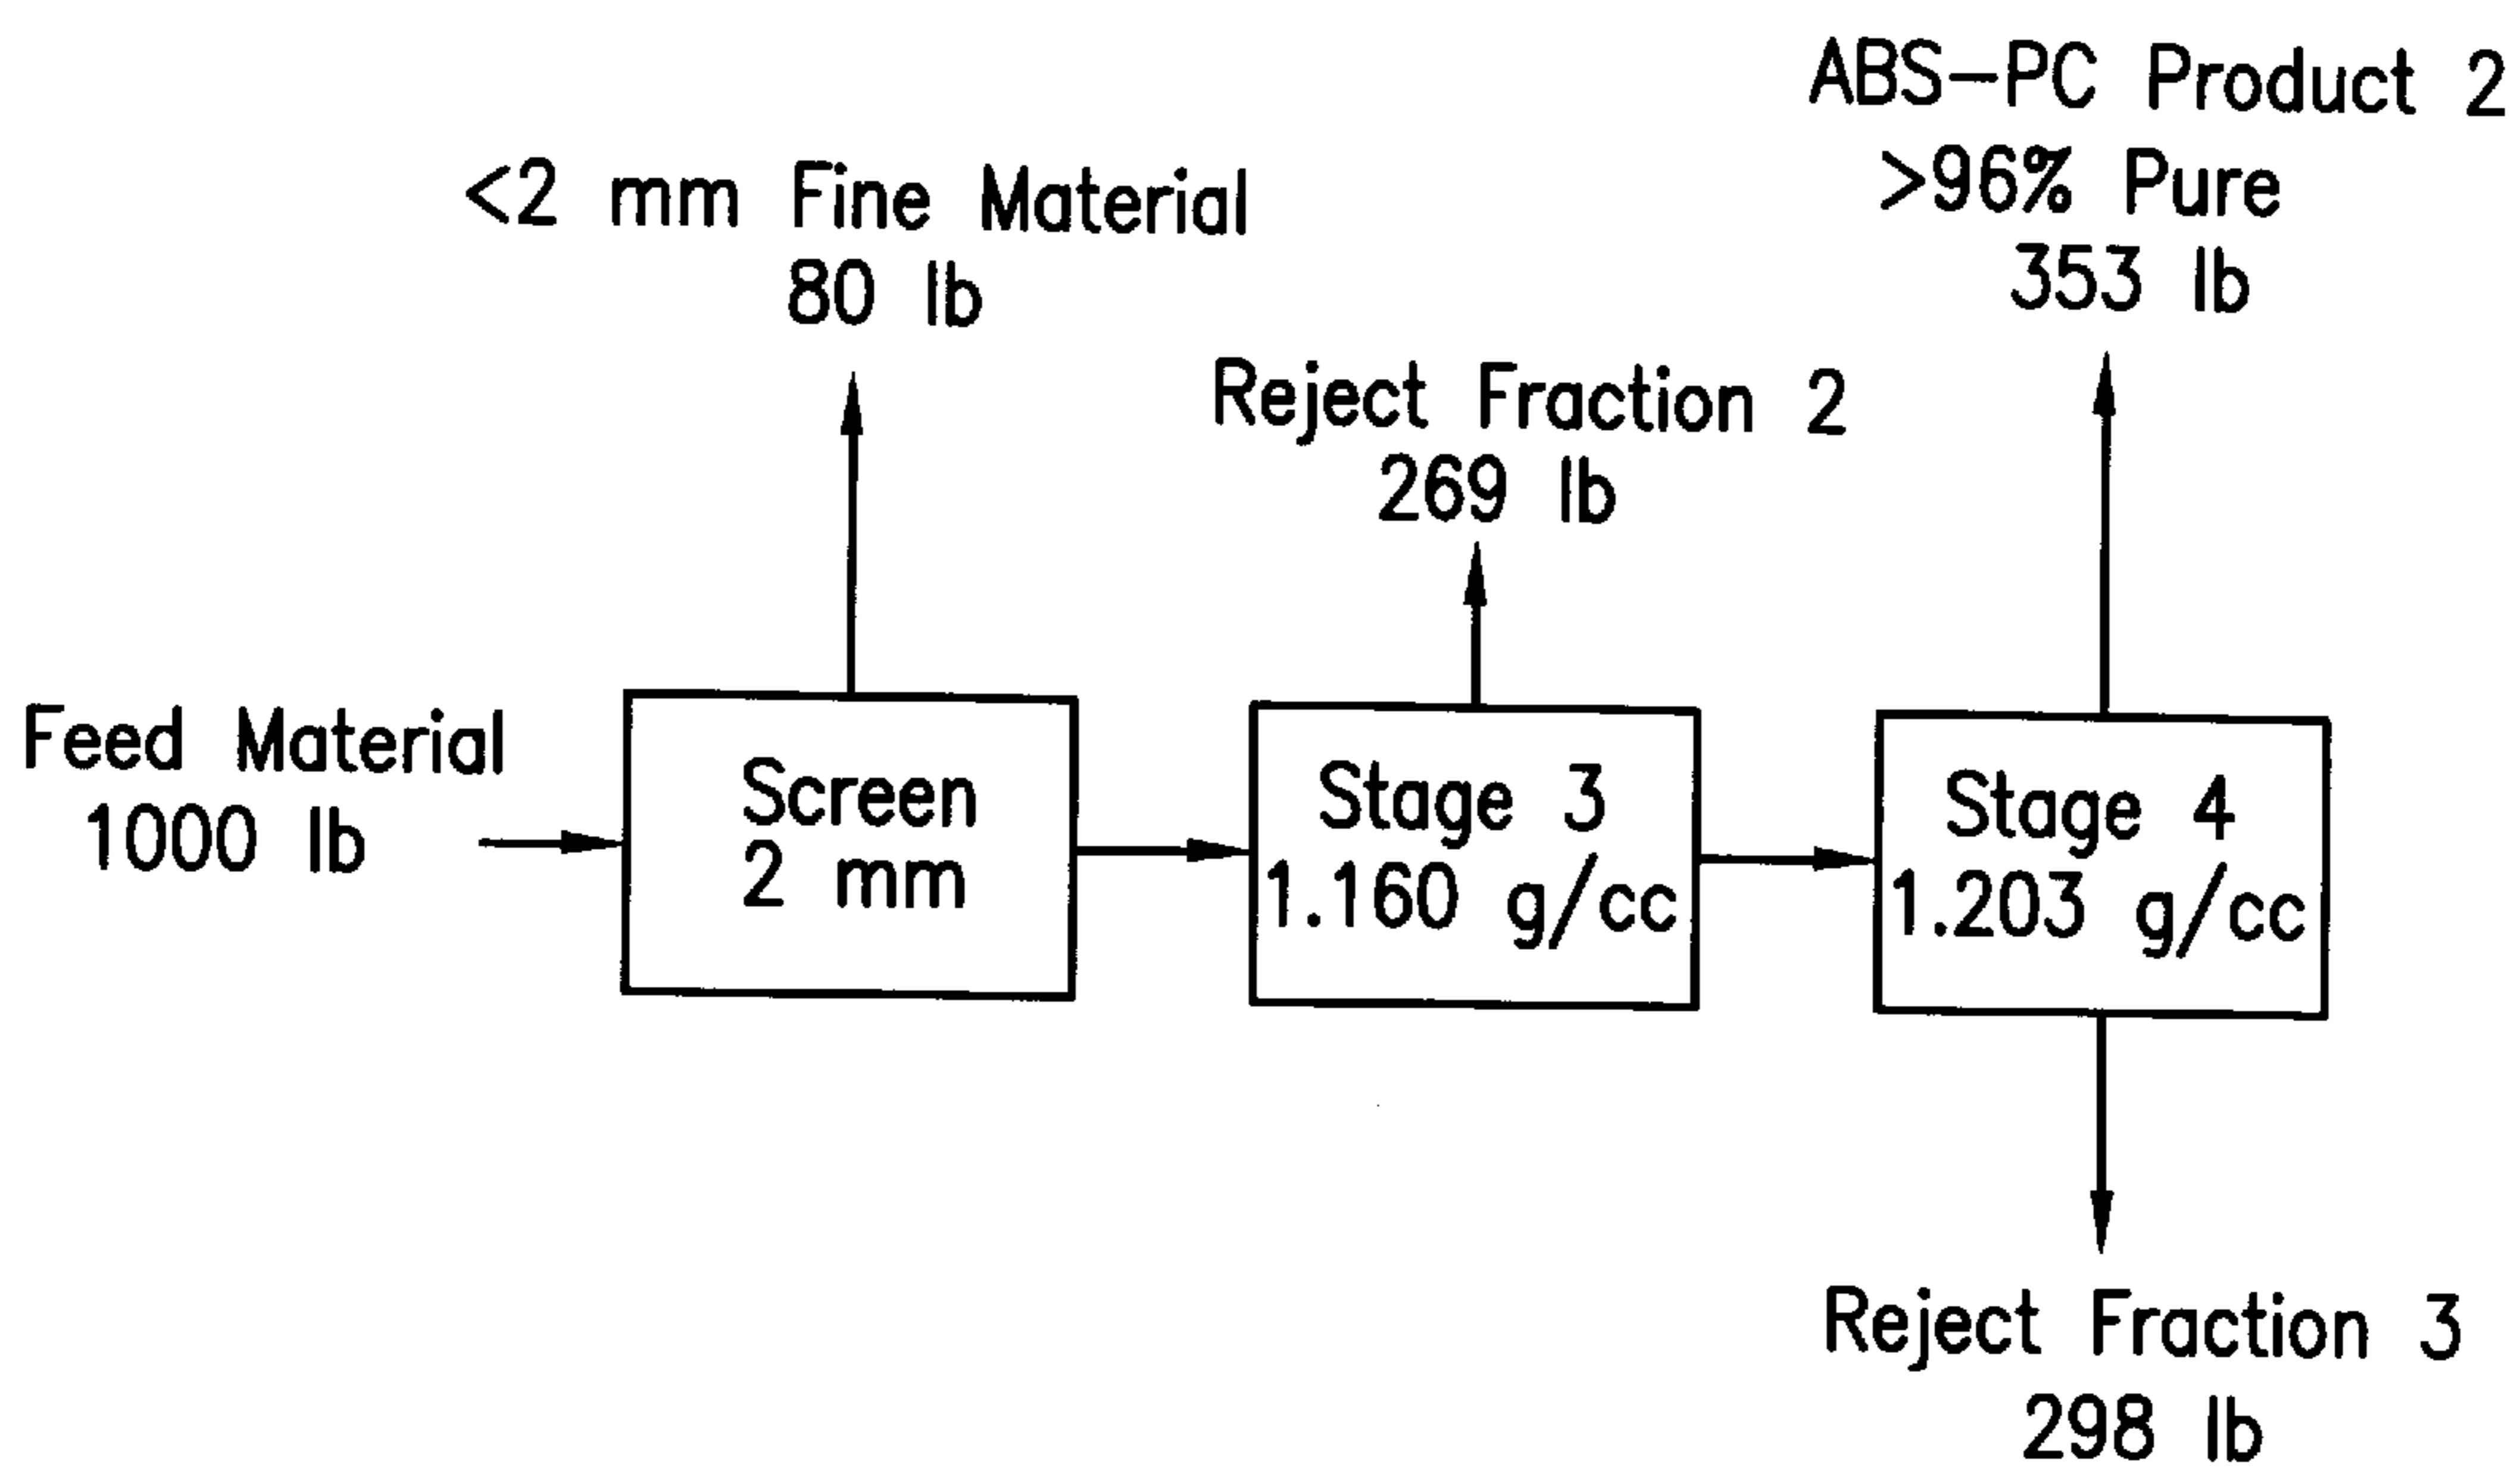 ABS-PC Product 2
>96% Pure
353 lb
<2 mm Fine Material
80 lb
Reject Fraction 2
269 lb
Feed Material
1000 lb
Screen
2 mm
Stage 3
1.160 g/cc
Stage 4
1.203 g/cc
Reject Fraction 3
298 lb